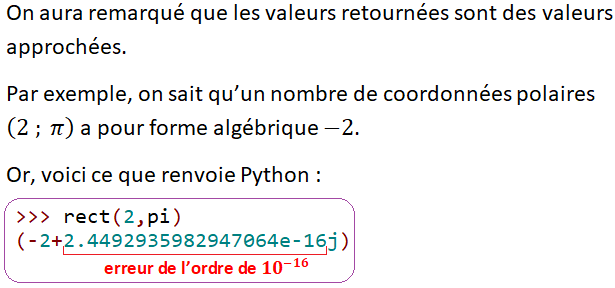 On aura remarqué que les valeurs retournées sont des valeurs
approchées.
Par exemple, on sait qu’un nombre de coordonnées polaires
(2 ; π) a pour forme algébrique −2.
Or, voici ce que renvoie Python :
>>> rect(2,pi)
(-2+2.4492935982947064e-16j)
erreur de l’ordre de 10⁻¹⁶